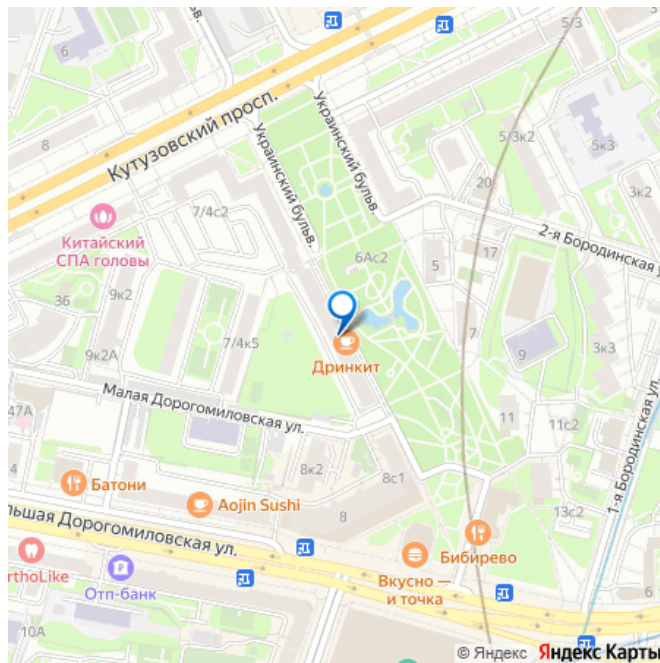 5/3
6
Украинский бульв.
8
Кутузовский просп.
5/3к2
5к3
Украинский бульв.
20
3к2
7/4с2
Китайский
СПА головы
2-я Бородинская
6Ас2
17
5
36
9к2
7
9
3к3
9к2А
7/4к5
Дринкит
Малая Дорогомиловская ул.
47А
11
11с2
1-я Бородинская ул.
4
Батони
8к2
8с1
Aojin Sushi
8
13с2
льшая Дорогомиловская ул.
Бибирево
rthoLike
Отп-банк
Вкусно —
и точка
6
10А
© Яндекс Яндекс Карты